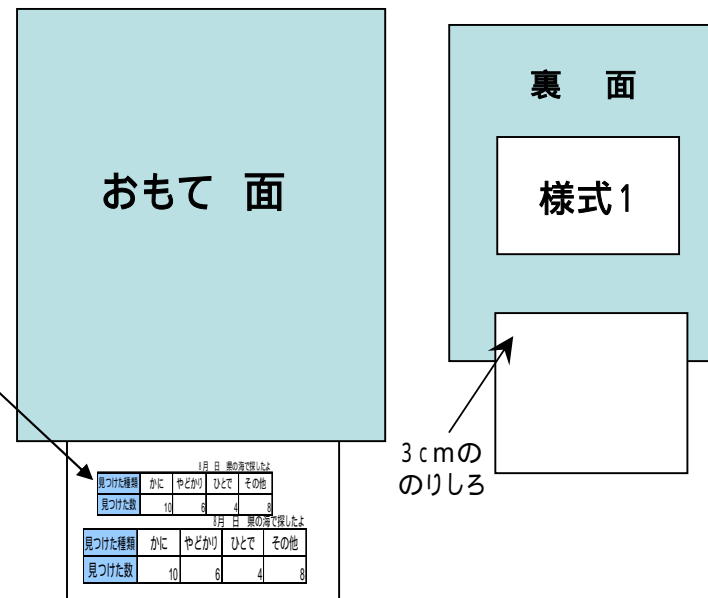 おもて 面
8月 日 県の海で探したよ
見つけた種類 かに やどかり ひとで その他
見つけた数 10 6 4 8
8月 日 県の海で探したよ
見つけた種類 かに やどかり ひとで その他
見つけた数 10 6 4 8
裏 面
様式1
3cmの
のりしろ